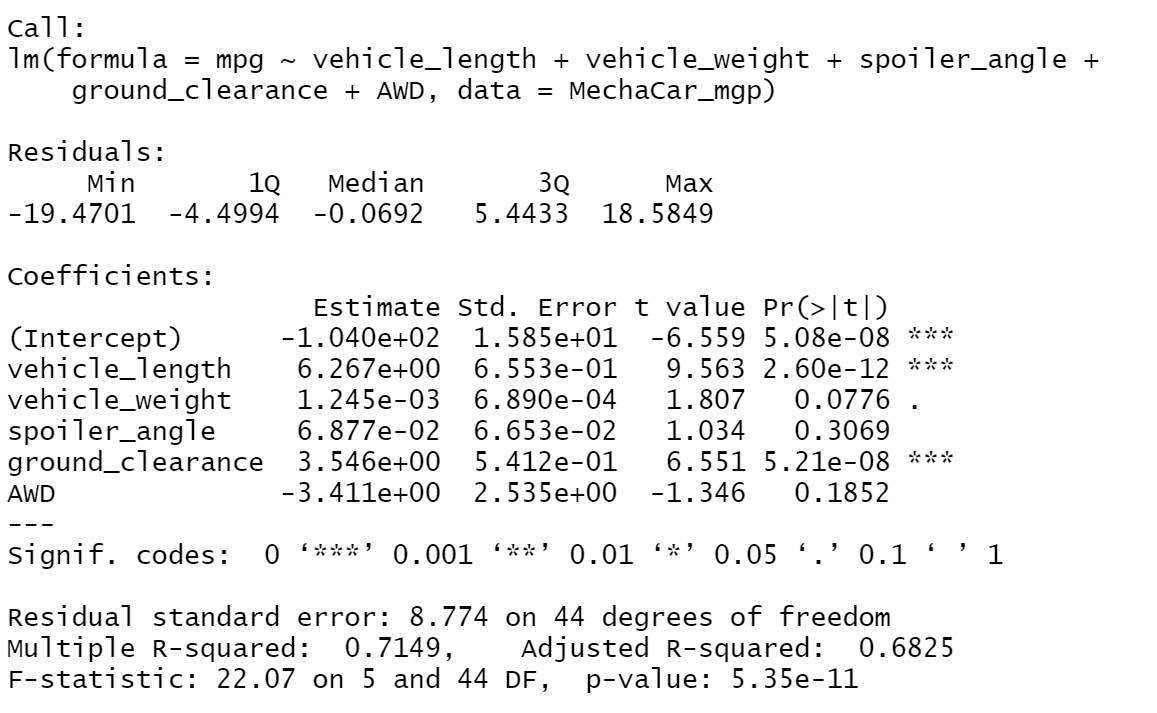 Call:
lm(formula = mpg ~ vehicle_length + vehicle_weight + spoiler_angle +
    ground_clearance + AWD, data = MechaCar_mgp)

Residuals:
     Min       1Q   Median       3Q      Max
-19.4701  -4.4994  -0.0692   5.4433  18.5849

Coefficients:
                   Estimate Std. Error t value Pr(>|t|)
(Intercept)      -1.040e+02  1.585e+01  -6.559 5.08e-08 ***
vehicle_length    6.267e+00  6.553e-01   9.563 2.60e-12 ***
vehicle_weight    1.245e-03  6.890e-04   1.807   0.0776 .
spoiler_angle     6.877e-02  6.653e-02   1.034   0.3069
ground_clearance  3.546e+00  5.412e-01   6.551 5.21e-08 ***
AWD              -3.411e+00  2.535e+00  -1.346   0.1852
---
Signif. codes:  0 ‘***’ 0.001 ‘**’ 0.01 ‘*’ 0.05 ‘.’ 0.1 ‘ ’ 1

Residual standard error: 8.774 on 44 degrees of freedom
Multiple R-squared:  0.7149,    Adjusted R-squared:  0.6825
F-statistic: 22.07 on 5 and 44 DF,  p-value: 5.35e-11